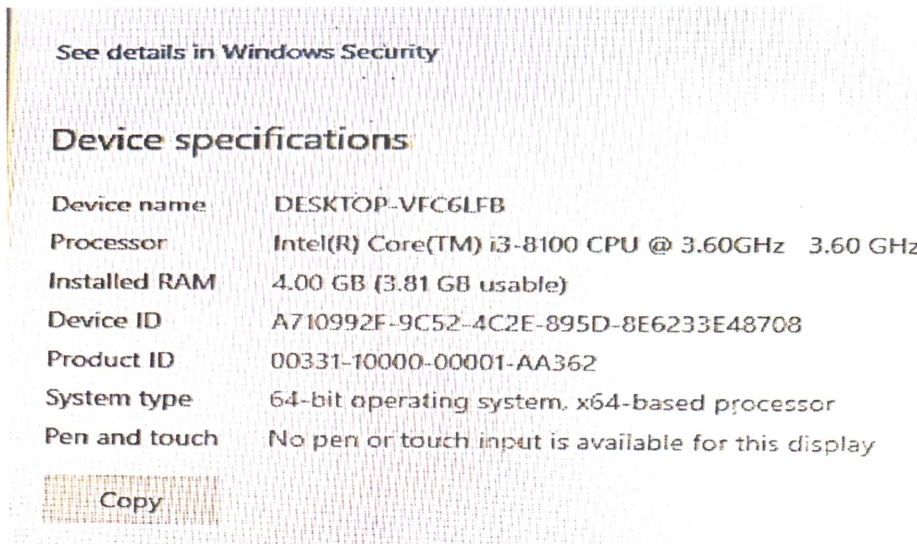 See details in Windows Security
Device specifications
Device name DESKTOP-VFC6LFB
Processor Intel(R) Core(TM) i3-8100 CPU @ 3.60GHz 3.60 GHz
Installed RAM 4.00 GB (3.81 GB usable)
Device ID A710992F-9C52-4C2E-895D-8E6233E48708
Product ID 00331-10000-00001-AA362
System type 64-bit operating system, x64-based processor
Pen and touch No pen or touch input is available for this display
Copy